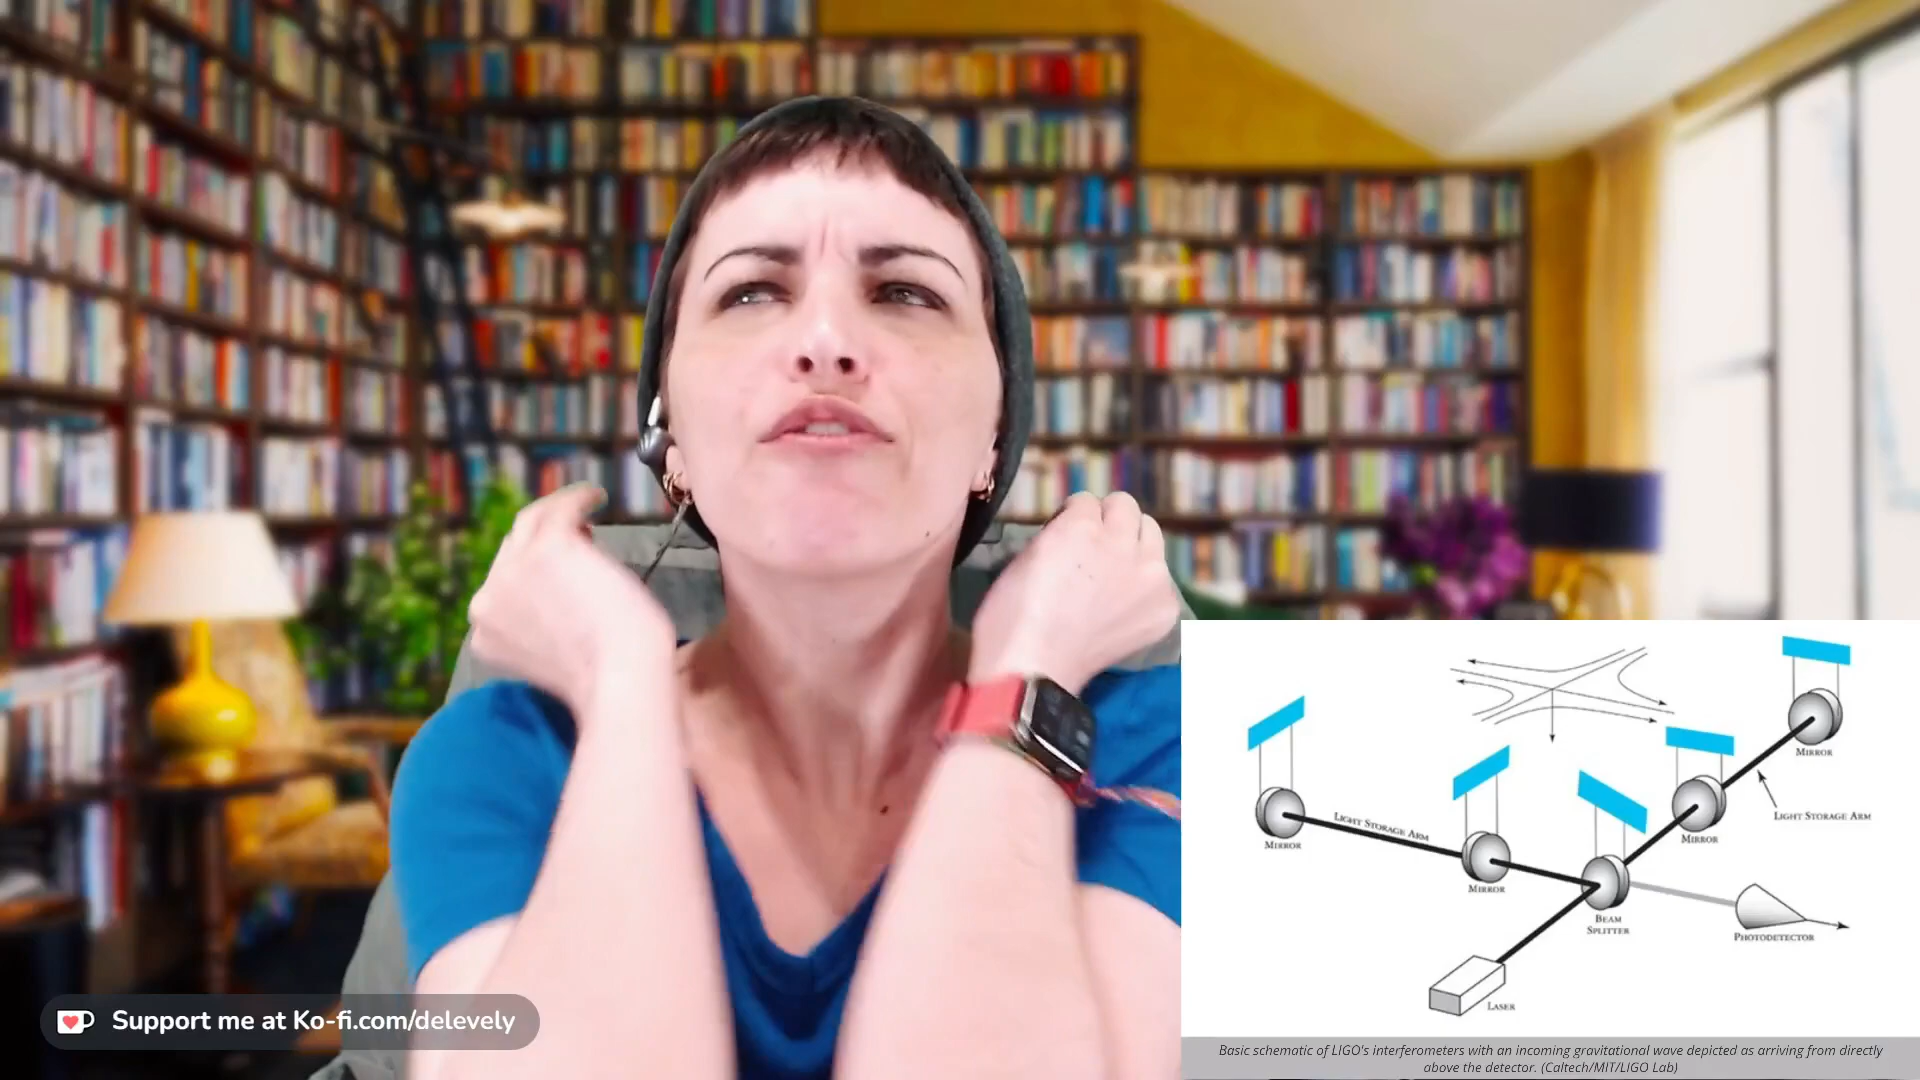 MIRROR
LIGHT STORAGE ARM
LIGHT STORAGE ARM
MIRROR
MIRROR
MIRROR
BEAM
SPLITTER
PHOTODETECTOR
LASER
Support me at Ko-fi.com/delevely
Basic schematic of LIGO's interferometers with an incoming gravitational wave depicted as arriving from directly
above the detector. (Caltech/MIT/LIGO Lab)